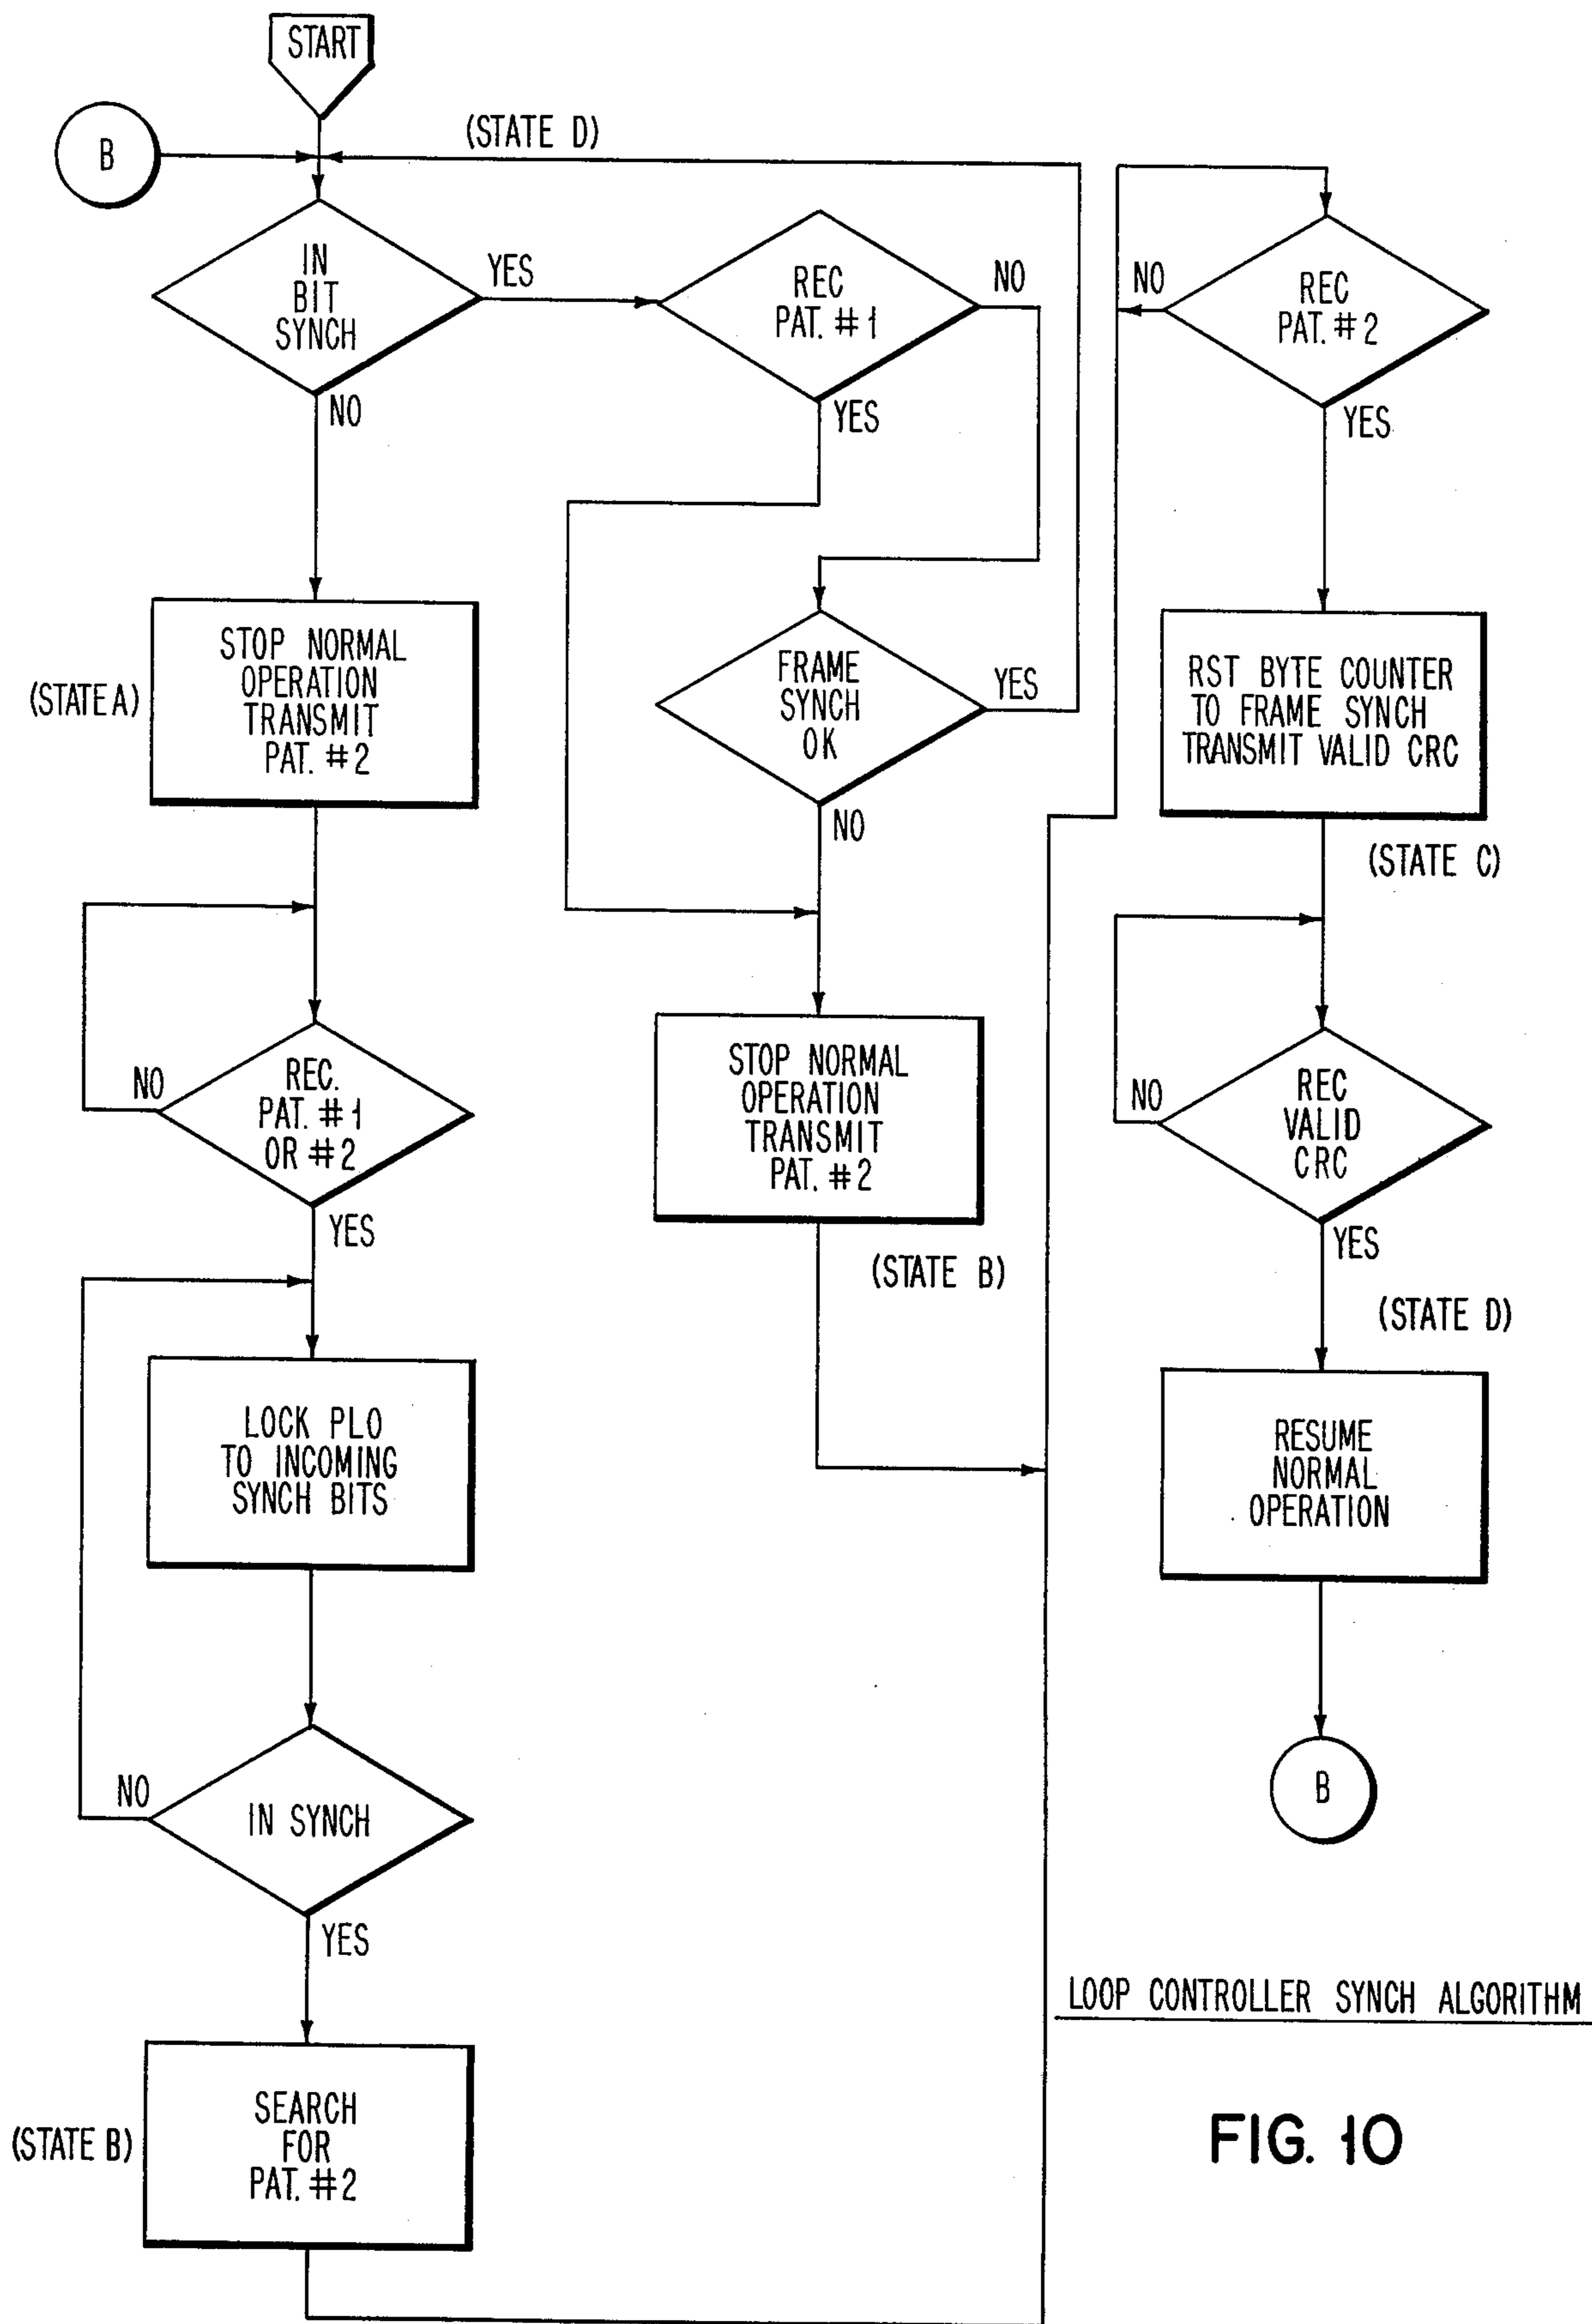 START
B
(STATE D)
IN
BIT
SYNCH
YES
NO
REC
PAT. #1
NO
YES
FRAME
SYNCH
OK
YES
NO
(STATE A)
STOP NORMAL
OPERATION
TRANSMIT
PAT. #2
NO
REC.
PAT. #1
OR #2
YES
LOCK PLO
TO INCOMING
SYNCH BITS
NO
IN SYNCH
YES
(STATE B)
SEARCH
FOR
PAT. #2
STOP NORMAL
OPERATION
TRANSMIT
PAT. #2
(STATE B)
NO
REC
PAT. #2
YES
RST BYTE COUNTER
TO FRAME SYNCH
TRANSMIT VALID CRC
(STATE C)
NO
REC
VALID
CRC
YES
(STATE D)
RESUME
NORMAL
OPERATION
B
LOOP CONTROLLER SYNCH ALGORITHM
FIG. 10